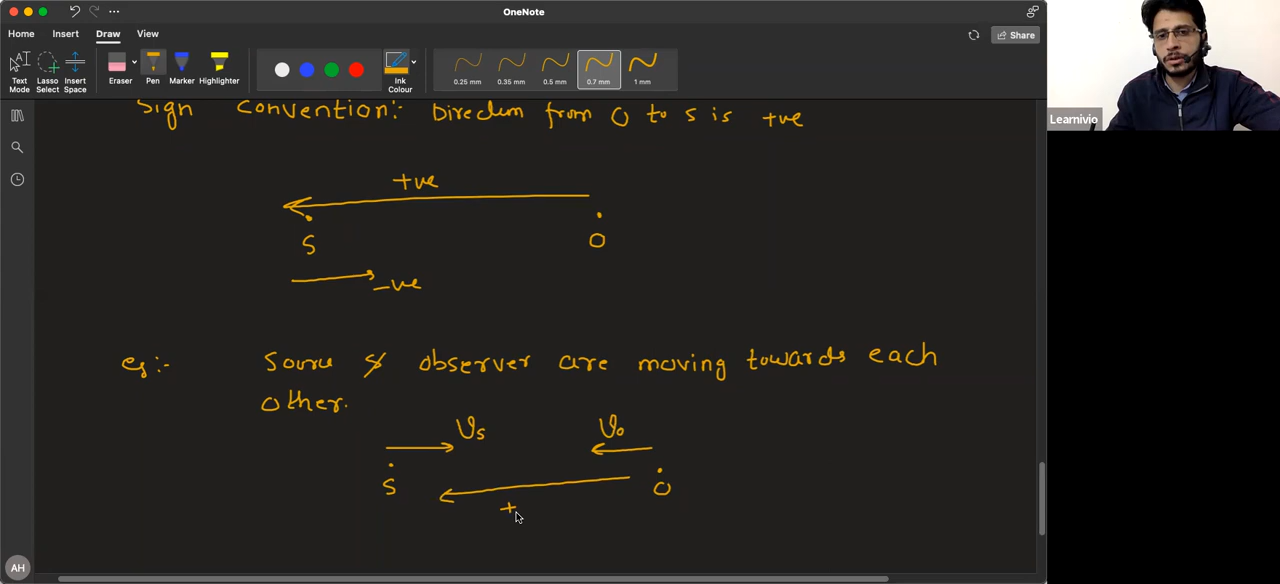 OneNote
Home Insert Draw View
Share
Text Mode
Lasso Select
Insert Space
Eraser
Pen
Marker
Highlighter
Ink Colour
0.25 mm
0.35 mm
0.5 mm
0.7 mm
1 mm
Learnivio
Sign Convention:- Direction from O to S is +ve
+ve
S
O
-ve
eg:- Source & observer are moving towards each
other.
Vs
Vo
S
O
+
AH